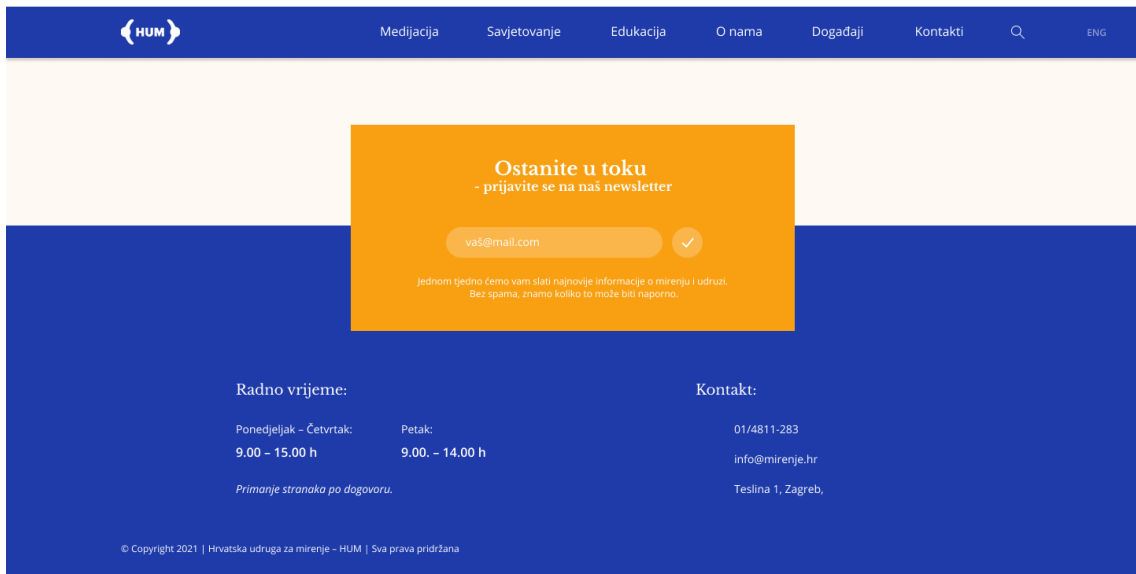 HUM
Medijacija Savjetovanje Edukacija O nama Događaji Kontakti ENG
Ostanite u toku
- prijavite se na naš newsletter
vaš@mail.com
Jednom tjedno ćemo vam slati najnovije informacije o mirenju i udruzi.
Bez spama, znamo koliko to može biti naporno.
Radno vrijeme:
Ponedjeljak – Četvrtak:
9.00 – 15.00 h
Petak:
9.00. – 14.00 h
Primanje stranaka po dogovoru.
Kontakt:
01/4811-283
info@mirenje.hr
Teslina 1, Zagreb,
© Copyright 2021 | Hrvatska udruga za mirenje – HUM | Sva prava pridržana